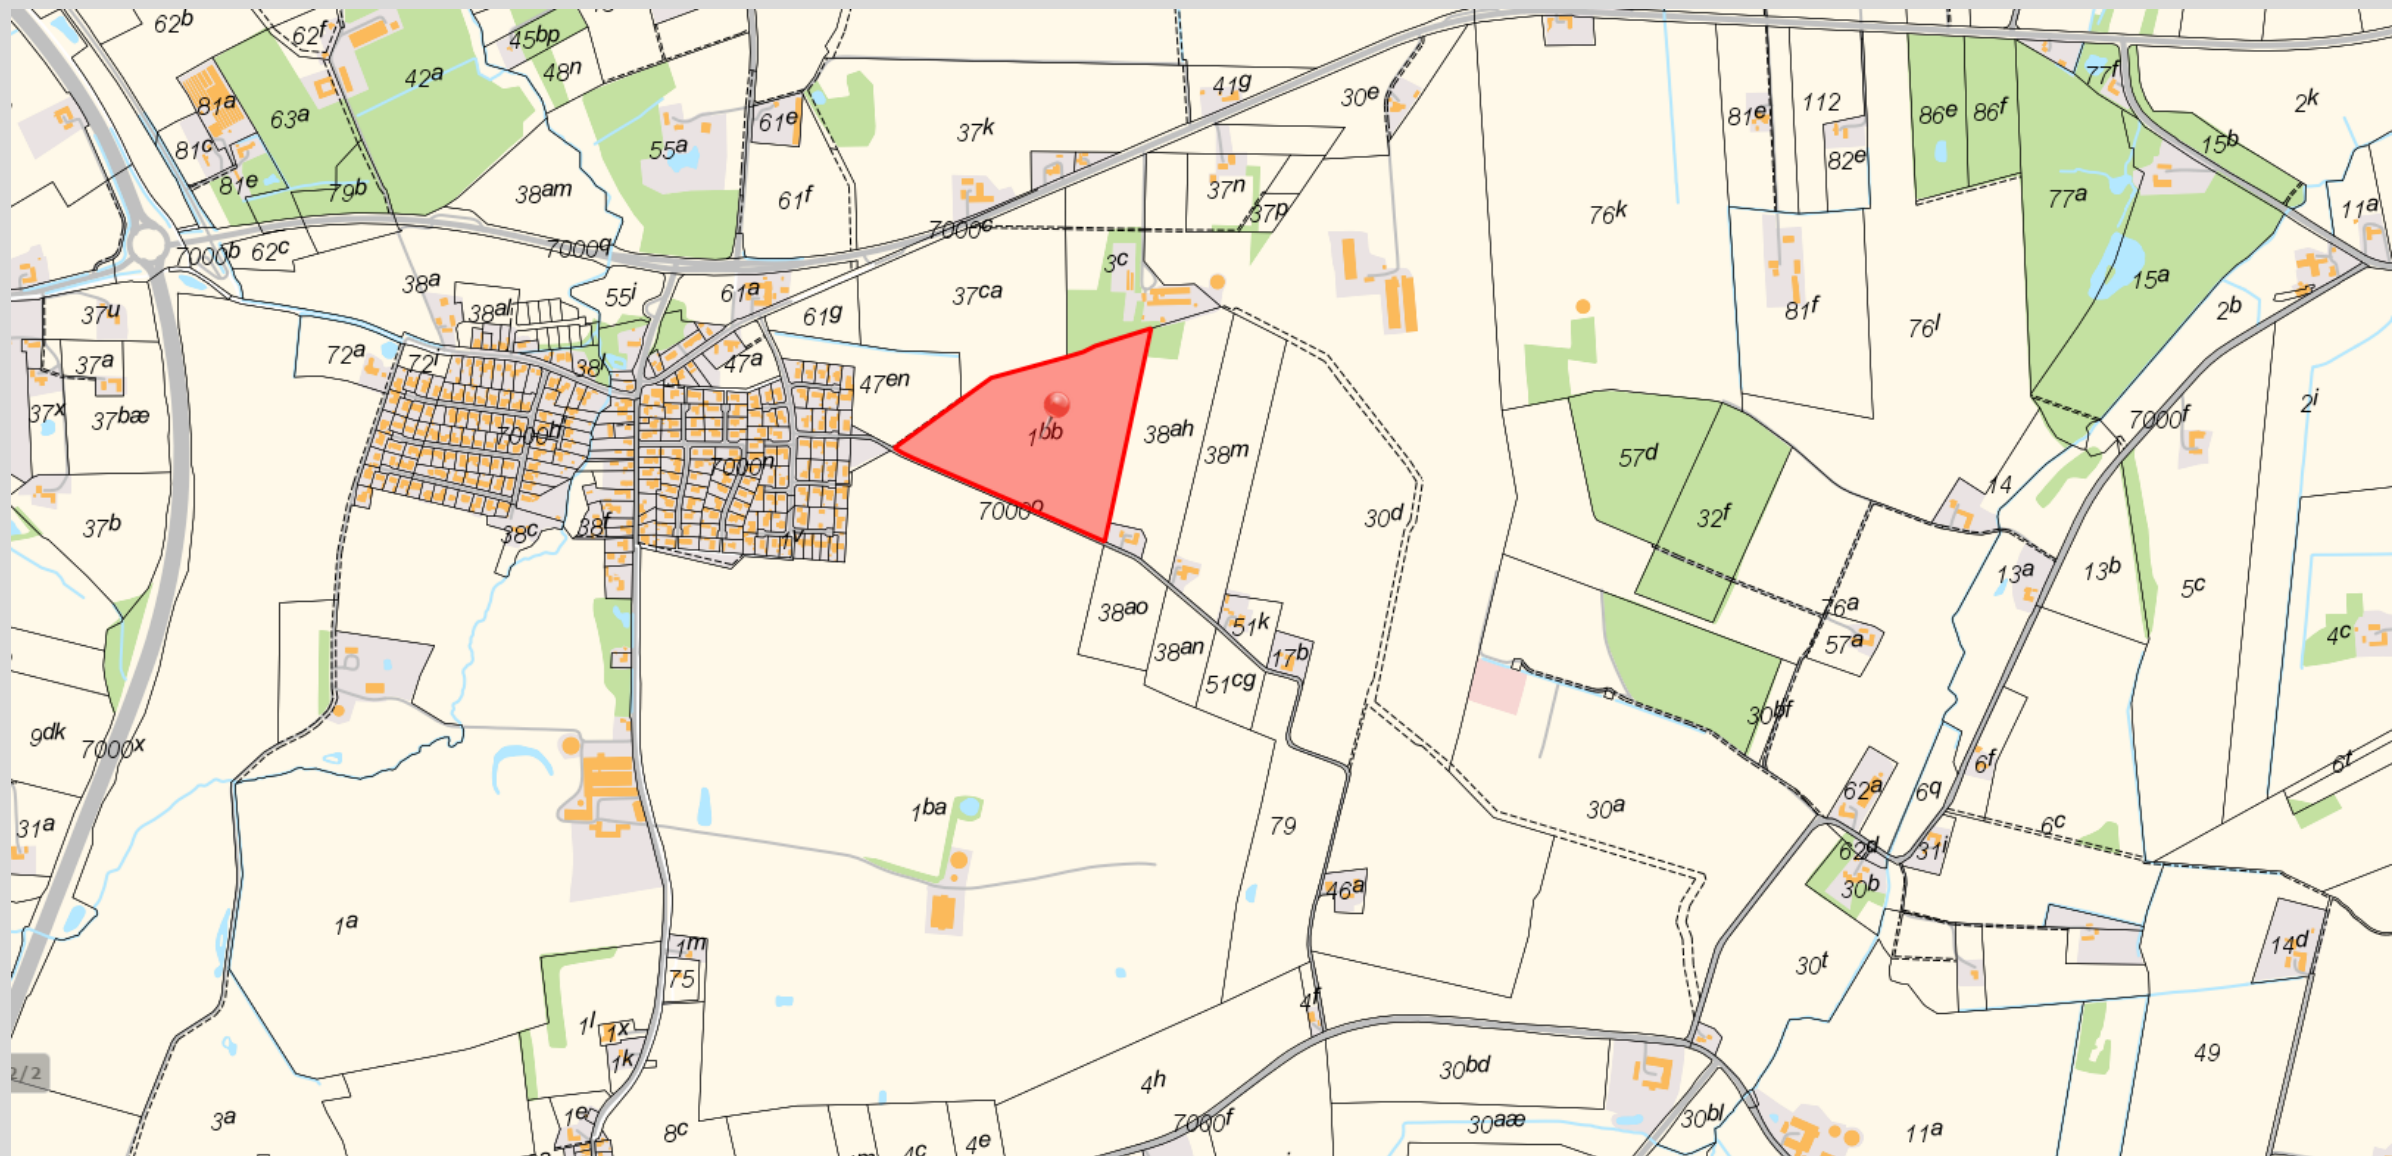 62b
62f
45bp
48n
42a
81a
63a
81c
81e
79b
55a
61e
38am
61f
37k
41g
30e
37n
37p
7000c
76k
81e
112
82e
86e
86f
77f
2k
15b
77a
11a
15a
2b
7000b
62c
7000q
38a
55i
61a
61g
37ca
3c
81f
76l
37u
38al
72a
72i
38l
47a
47en
37a
37x
37bæ
7000h
7000n
1bb
38ah
38m
57d
7000f
2i
37b
38c
38f
1v
7000o
30d
32f
14
13a
13b
5c
38ao
38an
51k
17b
51cg
76a
57a
4c
9dk
7000x
30bf
6f
6t
62a
6q
31a
1ba
79
30a
6c
62d
31i
46a
30b
1a
1m
75
14d
30t
4f
1l
1x
1k
49
2/2
4h
30bd
3a
1e
8c
7000f
30aæ
30bl
11a
4c
4e